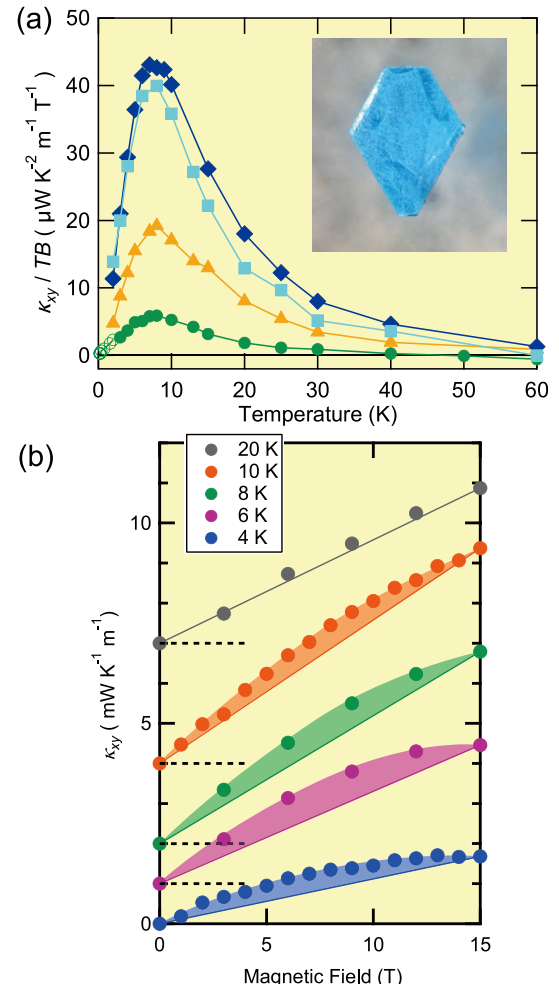 (a)
κxy / TB ( µW K⁻² m⁻¹ T⁻¹ )
50
40
30
20
10
0
0
10
20
30
40
50
60
Temperature (K)
(b)
20 K
10 K
8 K
6 K
4 K
κxy ( mW K⁻¹ m⁻¹ )
10
5
0
0
5
10
15
Magnetic Field (T)